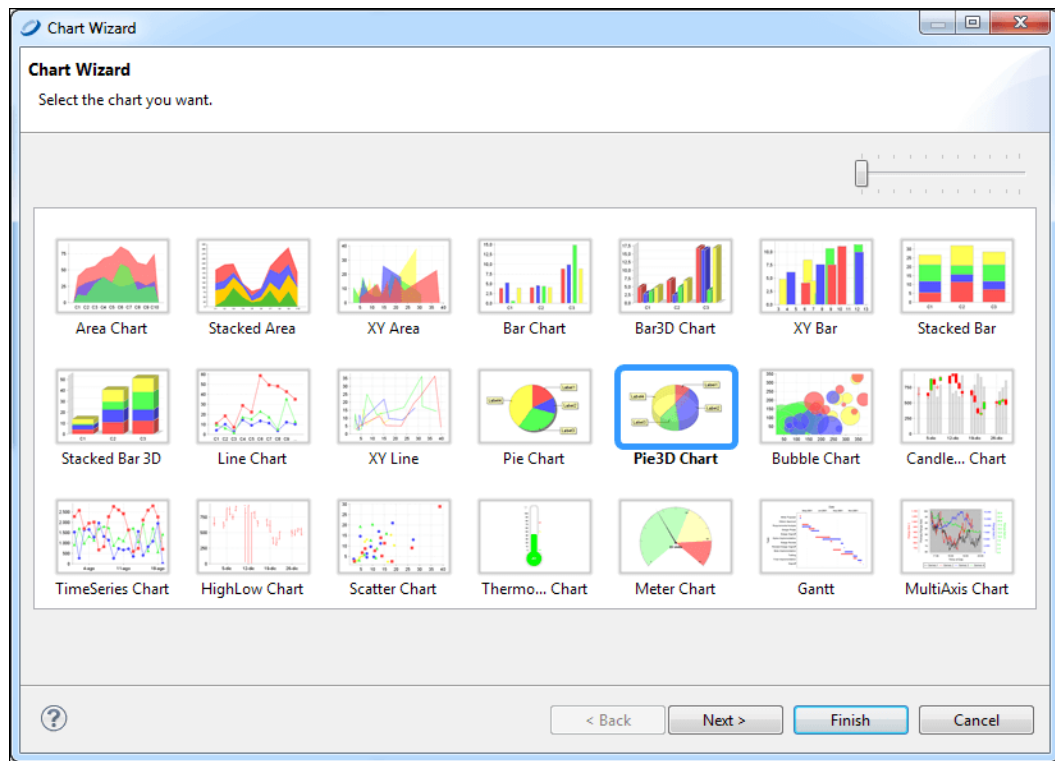 Chart Wizard
Chart Wizard
Select the chart you want.
Area Chart Stacked Area XY Area Bar Chart Bar3D Chart XY Bar Stacked Bar
Stacked Bar 3D Line Chart XY Line Pie Chart Pie3D Chart Bubble Chart Candle... Chart
TimeSeries Chart HighLow Chart Scatter Chart Thermo... Chart Meter Chart Gantt MultiAxis Chart
? < Back Next > Finish Cancel